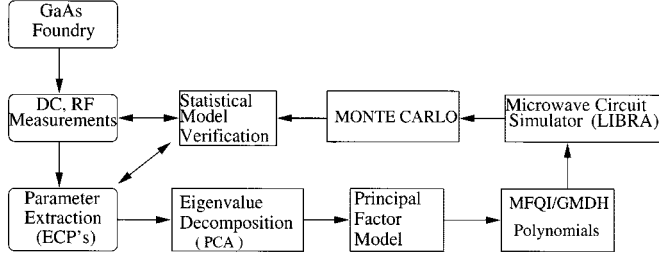 GaAs
Foundry
DC, RF
Measurements
Statistical
Model
Verification
MONTE CARLO
Microwave Circuit
Simulator (LIBRA)
Parameter
Extraction
(ECP's)
Eigenvalue
Decomposition
( PCA )
Principal
Factor
Model
MFQI/GMDH
Polynomials